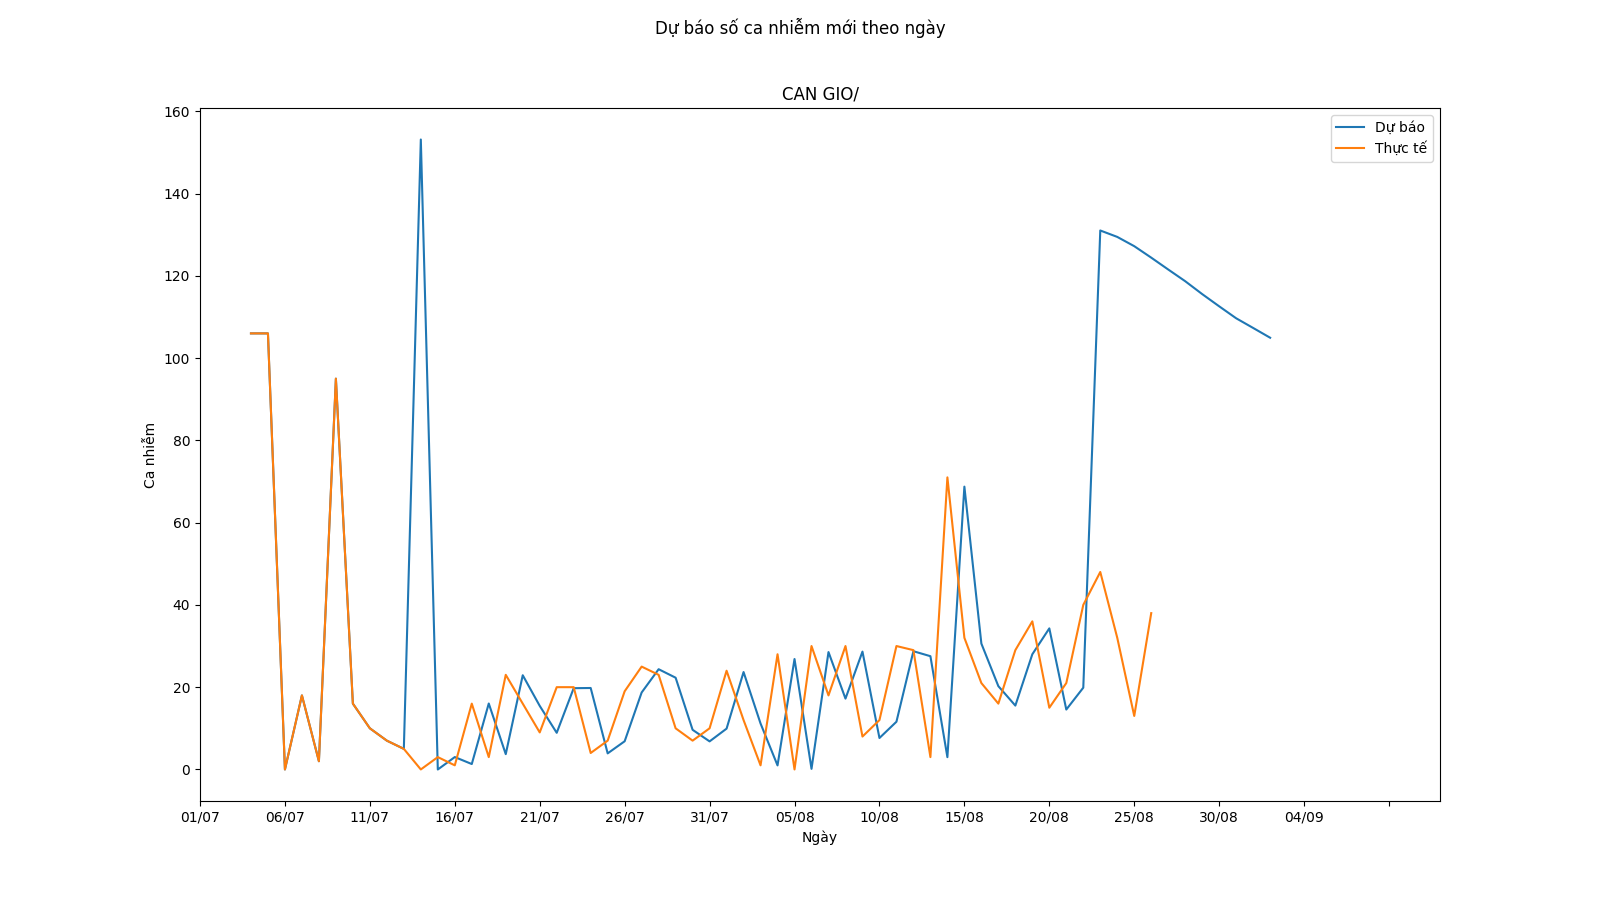 Dự báo số ca nhiễm mới theo ngày
CAN GIO/
Dự báo
Thực tế
160
140
120
100
80
60
40
20
0
Ca nhiễm
01/07 06/07 11/07 16/07 21/07 26/07 31/07 05/08 10/08 15/08 20/08 25/08 30/08 04/09
Ngày